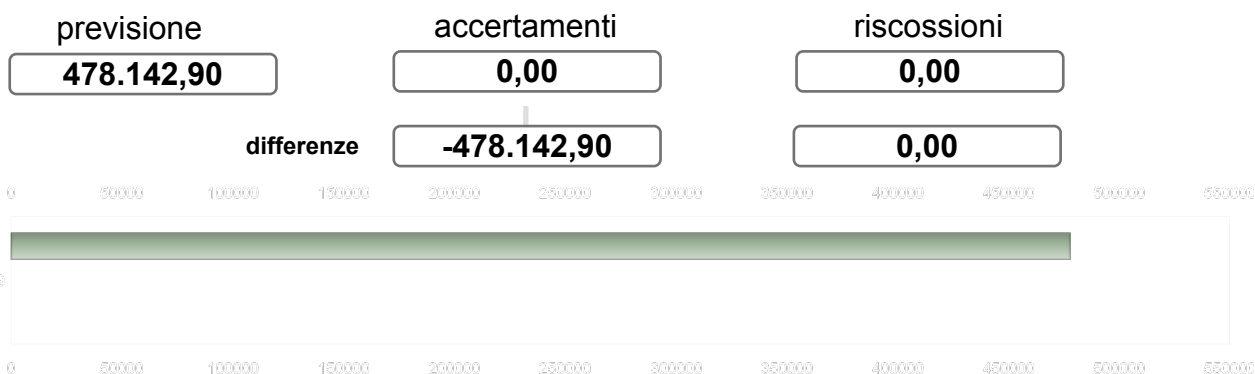 previsione accertamenti riscossioni
478.142,90 0,00 0,00
differenze -478.142,90 0,00
0 50000 100000 150000 200000 250000 300000 350000 400000 450000 500000 550000
0 50000 100000 150000 200000 250000 300000 350000 400000 450000 500000 550000